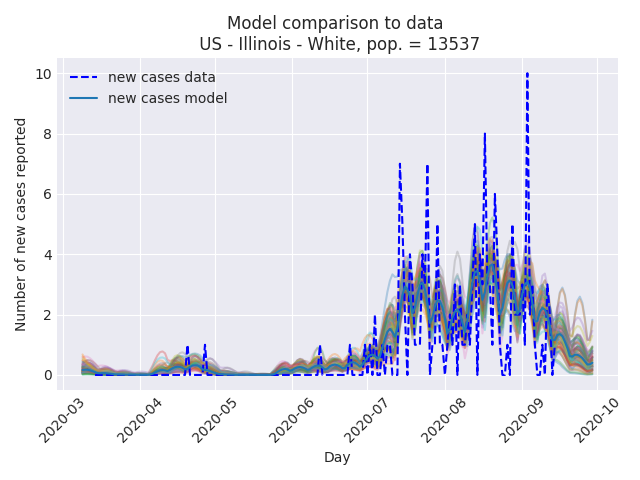 Model comparison to data
US - Illinois - White, pop. = 13537
new cases data
new cases model
Number of new cases reported
10
8
6
4
2
0
2020-03
2020-04
2020-05
2020-06
2020-07
2020-08
2020-09
2020-10
Day